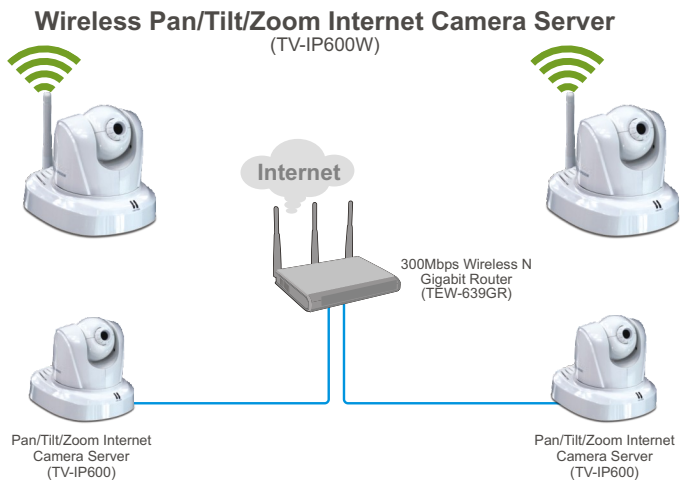 Wireless Pan/Tilt/Zoom Internet Camera Server
(TV-IP600W)
Internet
300Mbps Wireless N
Gigabit Router
(TEW-639GR)
Pan/Tilt/Zoom Internet
Camera Server
(TV-IP600)
Pan/Tilt/Zoom Internet
Camera Server
(TV-IP600)